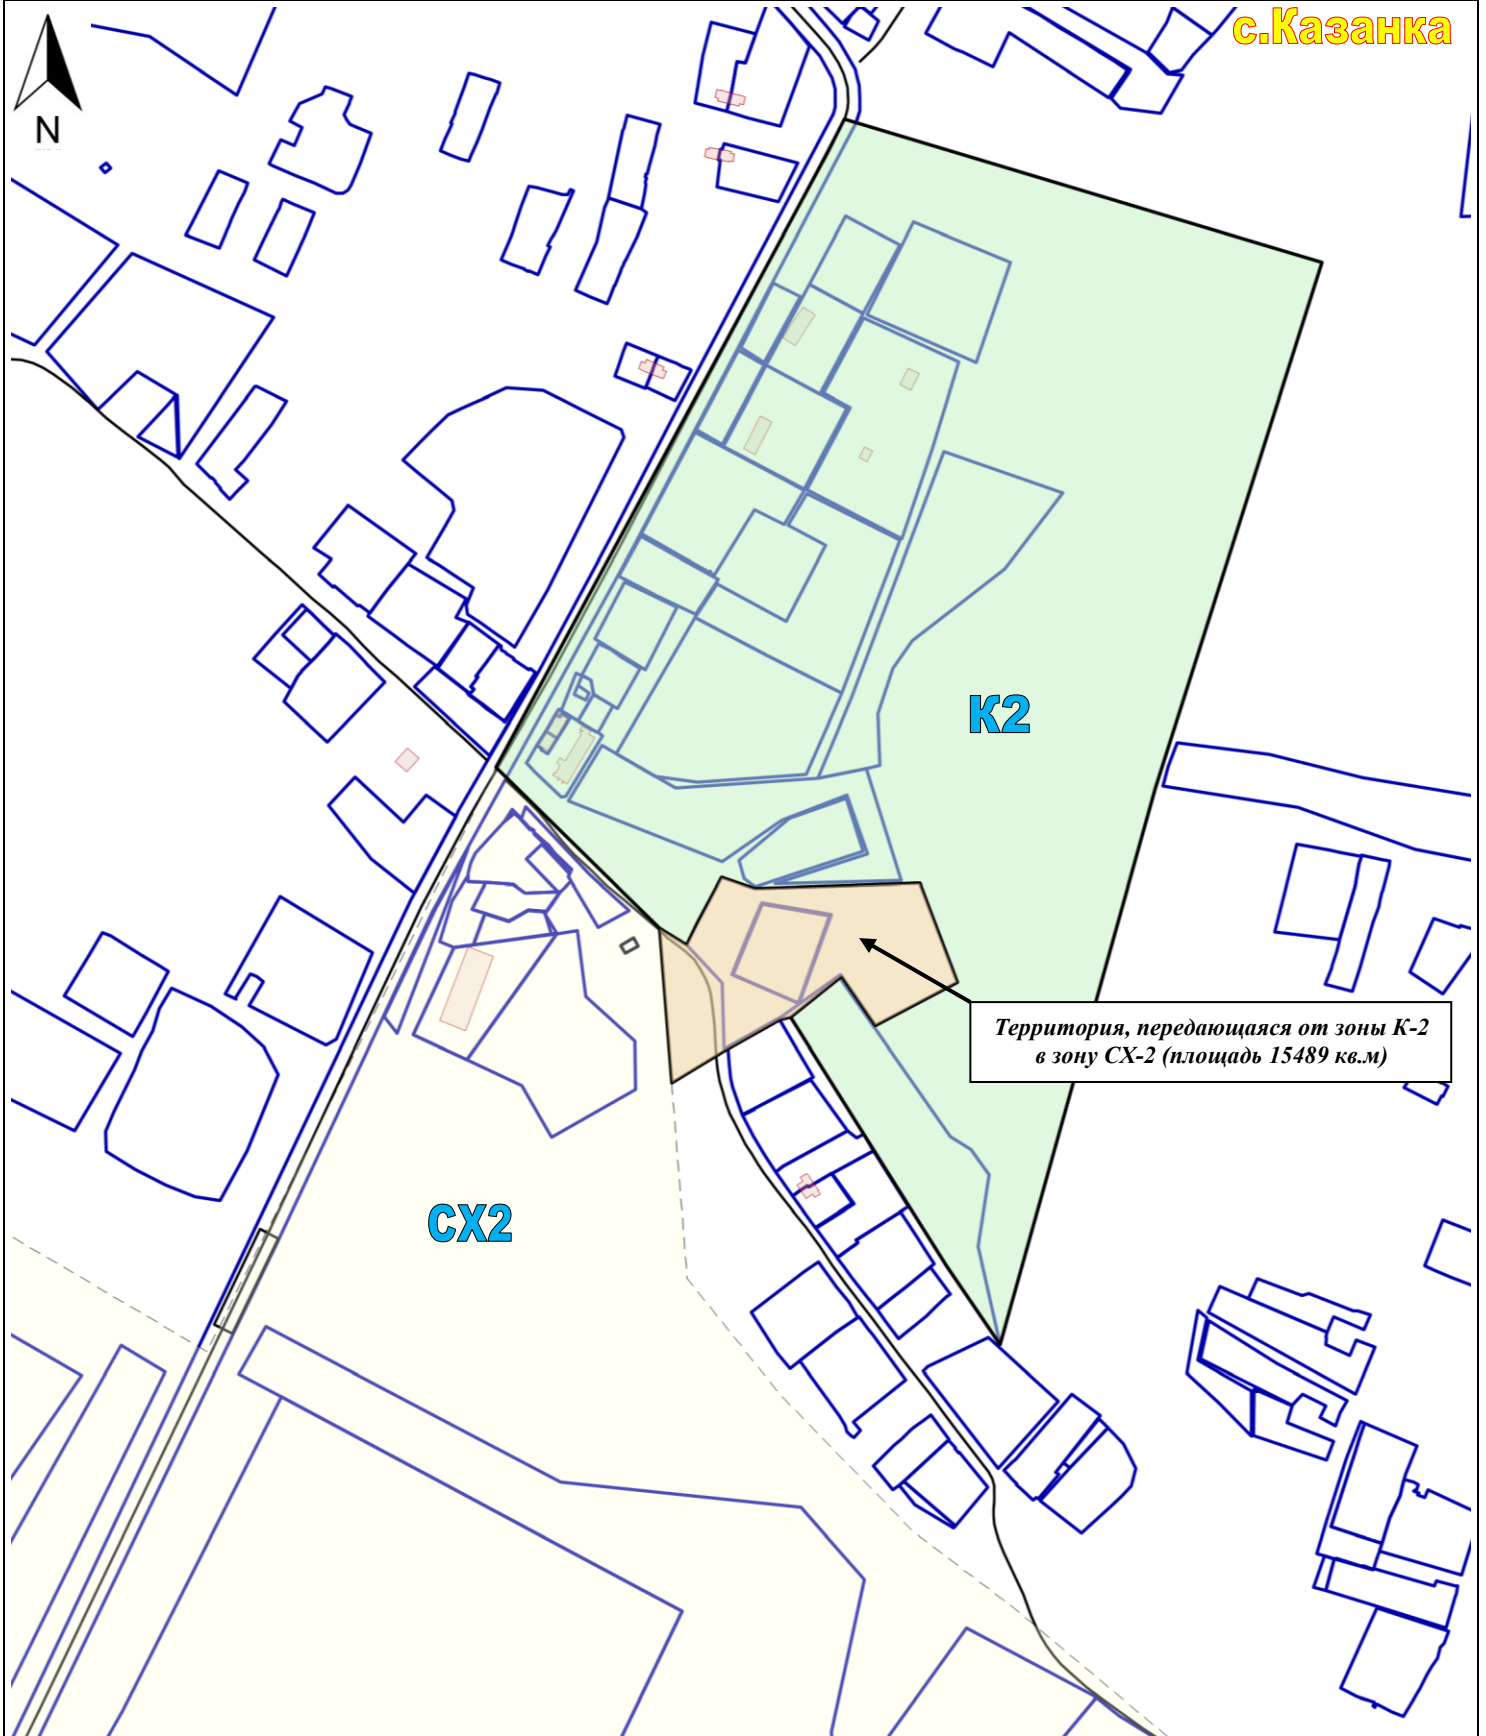 с.Казанка
N
К2
Территория, передающаяся от зоны К-2
в зону СХ-2 (площадь 15489 кв.м)
СХ2